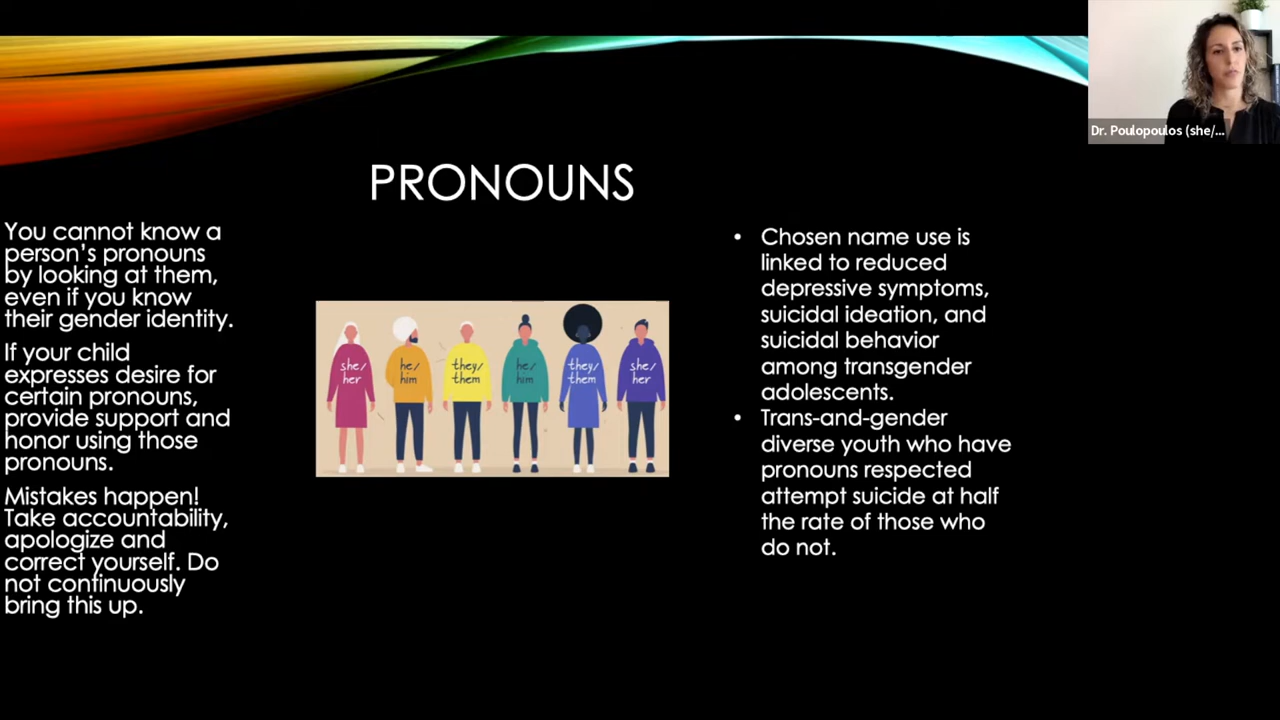 Dr. Poulopoulos (she/...
PRONOUNS
You cannot know a
person’s pronouns
by looking at them,
even if you know
their gender identity.
If your child
expresses desire for
certain pronouns,
provide support and
honor using those
pronouns.
Mistakes happen!
Take accountability,
apologize and
correct yourself. Do
not continuously
bring this up.
she/
her
he/
him
they/
them
he/
him
they/
them
she/
her
• Chosen name use is
linked to reduced
depressive symptoms,
suicidal ideation, and
suicidal behavior
among transgender
adolescents.
• Trans-and-gender
diverse youth who have
pronouns respected
attempt suicide at half
the rate of those who
do not.